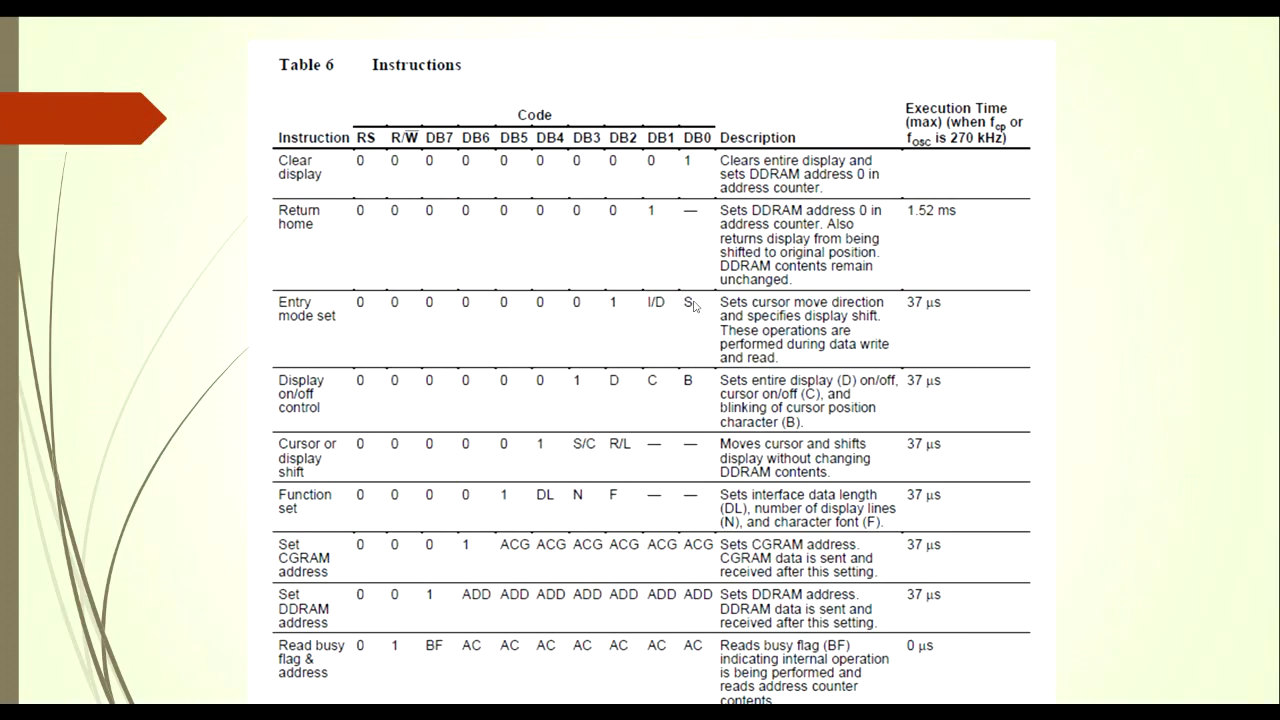 Table 6 Instructions
Code
Execution Time
(max) (when fcp or
fOSC is 270 kHz)
Instruction RS R/W̅ DB7 DB6 DB5 DB4 DB3 DB2 DB1 DB0 Description
Clear 0 0 0 0 0 0 0 0 0 1 Clears entire display and
display sets DDRAM address 0 in
address counter.
Return 0 0 0 0 0 0 0 0 1 — Sets DDRAM address 0 in 1.52 ms
home address counter. Also
returns display from being
shifted to original position.
DDRAM contents remain
unchanged.
Entry 0 0 0 0 0 0 0 1 I/D S Sets cursor move direction 37 µs
mode set and specifies display shift.
These operations are
performed during data write
and read.
Display 0 0 0 0 0 0 1 D C B Sets entire display (D) on/off, 37 µs
on/off cursor on/off (C), and
control blinking of cursor position
character (B).
Cursor or 0 0 0 0 0 1 S/C R/L — — Moves cursor and shifts 37 µs
display display without changing
shift DDRAM contents.
Function 0 0 0 0 1 DL N F — — Sets interface data length 37 µs
set (DL), number of display lines
(N), and character font (F).
Set 0 0 0 1 ACG ACG ACG ACG ACG ACG Sets CGRAM address. 37 µs
CGRAM CGRAM data is sent and
address received after this setting.
Set 0 0 1 ADD ADD ADD ADD ADD ADD ADD Sets DDRAM address. 37 µs
DDRAM DDRAM data is sent and
address received after this setting.
Read busy 0 1 BF AC AC AC AC AC AC AC Reads busy flag (BF) 0 µs
flag & indicating internal operation
address is being performed and
reads address counter
contents.